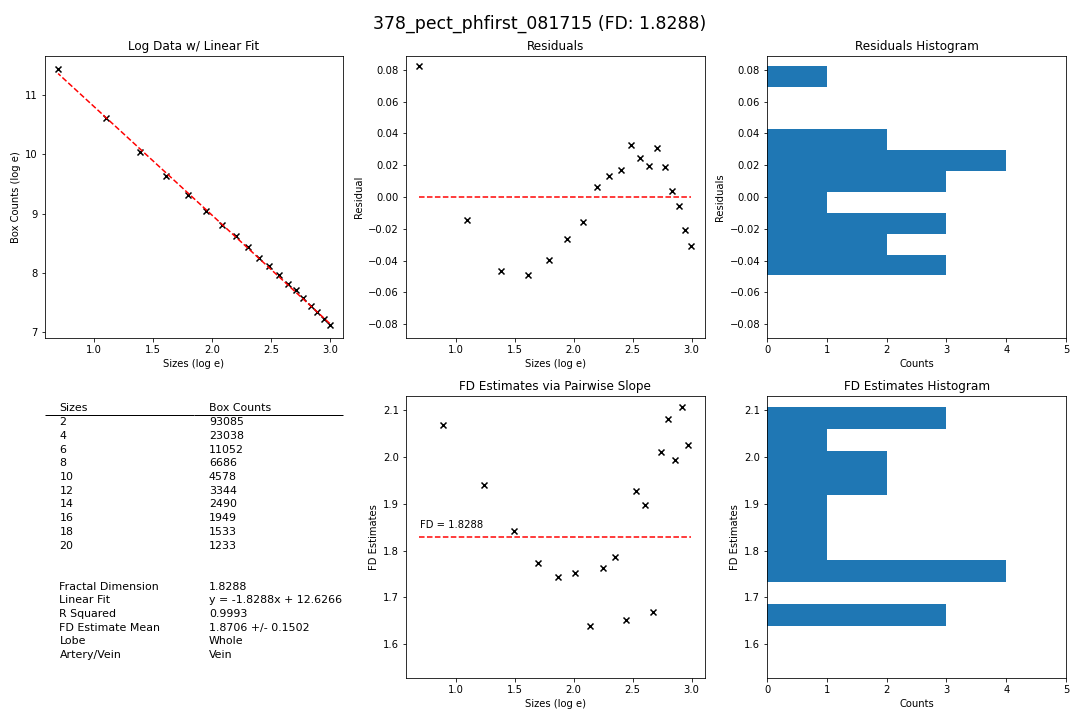 378_pect_phfirst_081715 (FD: 1.8288)
Log Data w/ Linear Fit
Box Counts (log e)
11
10
9
8
7
1.0 1.5 2.0 2.5 3.0
Sizes (log e)
Residuals
Residual
0.08
0.06
0.04
0.02
0.00
−0.02
−0.04
−0.06
−0.08
1.0 1.5 2.0 2.5 3.0
Sizes (log e)
Residuals Histogram
Residuals
0.08
0.06
0.04
0.02
0.00
−0.02
−0.04
−0.06
−0.08
0 1 2 3 4 5
Counts
Sizes Box Counts
2 93085
4 23038
6 11052
8 6686
10 4578
12 3344
14 2490
16 1949
18 1533
20 1233
Fractal Dimension 1.8288
Linear Fit y = -1.8288x + 12.6266
R Squared 0.9993
FD Estimate Mean 1.8706 +/- 0.1502
Lobe Whole
Artery/Vein Vein
FD Estimates via Pairwise Slope
FD Estimates
2.1
2.0
1.9
1.8
1.7
1.6
FD = 1.8288
1.0 1.5 2.0 2.5 3.0
Sizes (log e)
FD Estimates Histogram
FD Estimates
2.1
2.0
1.9
1.8
1.7
1.6
0 1 2 3 4 5
Counts